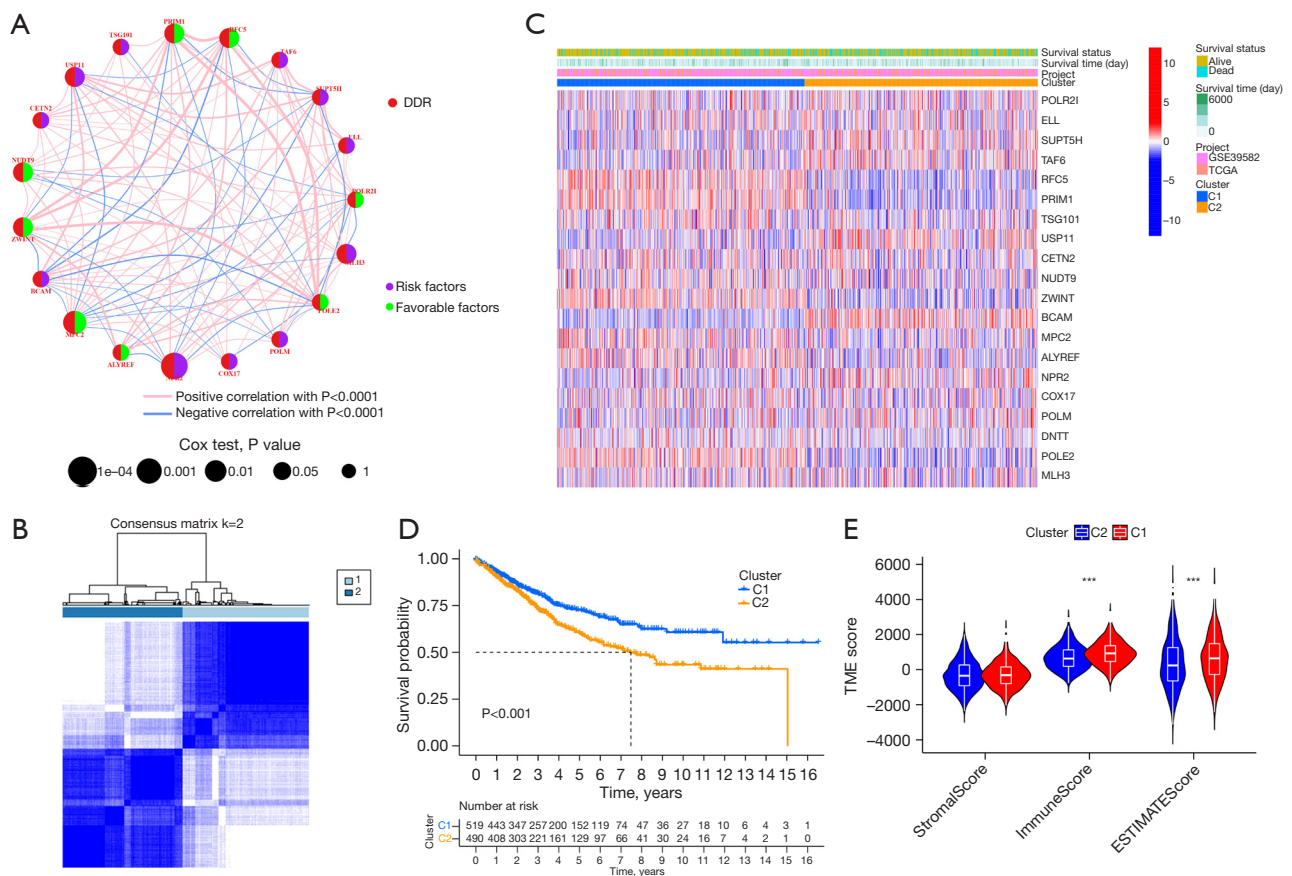 A
PRIM1
RFC5
TSG101
TAF6
USP11
SUPT5H
DDR
CETN2
ELL
NUDT9
POLR2I
ZWINT
MLH3
BCAM
Risk factors
POLE2
Favorable factors
MPC2
POLM
ALYREF
COX17
NPR2
Positive correlation with P<0.0001
Negative correlation with P<0.0001
Cox test, P value
1e−04 0.001 0.01 0.05 1
C
Survival status
Survival time (day)
Project
Cluster
POLR2I
ELL
SUPT5H
TAF6
RFC5
PRIM1
TSG101
USP11
CETN2
NUDT9
ZWINT
BCAM
MPC2
ALYREF
NPR2
COX17
POLM
DNTT
POLE2
MLH3
10
5
0
−5
−10
Survival status
Alive
Dead
Survival time (day)
6000
0
Project
GSE39582
TCGA
Cluster
C1
C2
B
Consensus matrix k=2
1
2
D
Survival probability
1.00
0.75
0.50
0.25
0.00
Cluster
C1
C2
P<0.001
0 1 2 3 4 5 6 7 8 9 10 11 12 13 14 15 16
Time, years
Number at risk
Cluster
C1 519 443 347 257 200 152 119 74 47 36 27 18 10 6 4 3 1
C2 490 408 303 221 161 129 97 66 41 30 24 16 7 4 2 1 0
0 1 2 3 4 5 6 7 8 9 10 11 12 13 14 15 16
Time, years
E
Cluster C2 C1
TME score
6000
4000
2000
0
−2000
−4000
*** ***
StromalScore
ImmuneScore
ESTIMATEScore